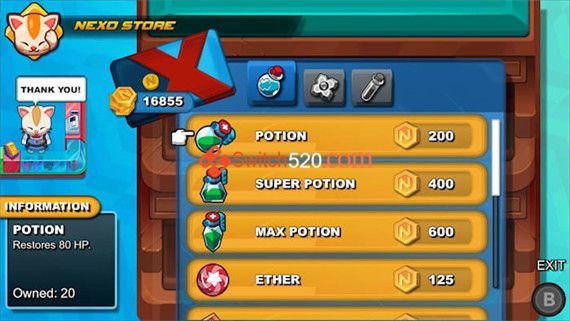 NEXO STORE
THANK YOU!
16855
POTION 200
Switch520.com
SUPER POTION 400
MAX POTION 600
ETHER 125
INFORMATION
POTION
Restores 80 HP.
Owned: 20
EXIT
B